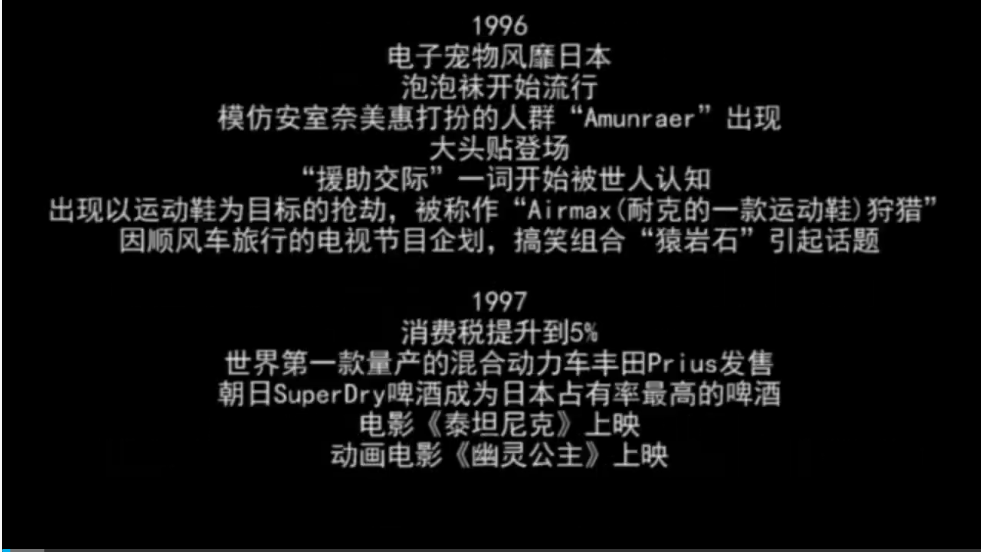 1996
电子宠物风靡日本
泡泡袜开始流行
模仿安室奈美惠打扮的人群“Amunraer”出现
大头贴登场
“援助交际”一词开始被世人认知
出现以运动鞋为目标的抢劫，被称作“Airmax(耐克的一款运动鞋)狩猎”
因顺风车旅行的电视节目企划，搞笑组合“猿岩石”引起话题
1997
消费税提升到5%
世界第一款量产的混合动力车丰田Prius发售
朝日SuperDry啤酒成为日本占有率最高的啤酒
电影《泰坦尼克》上映
动画电影《幽灵公主》上映